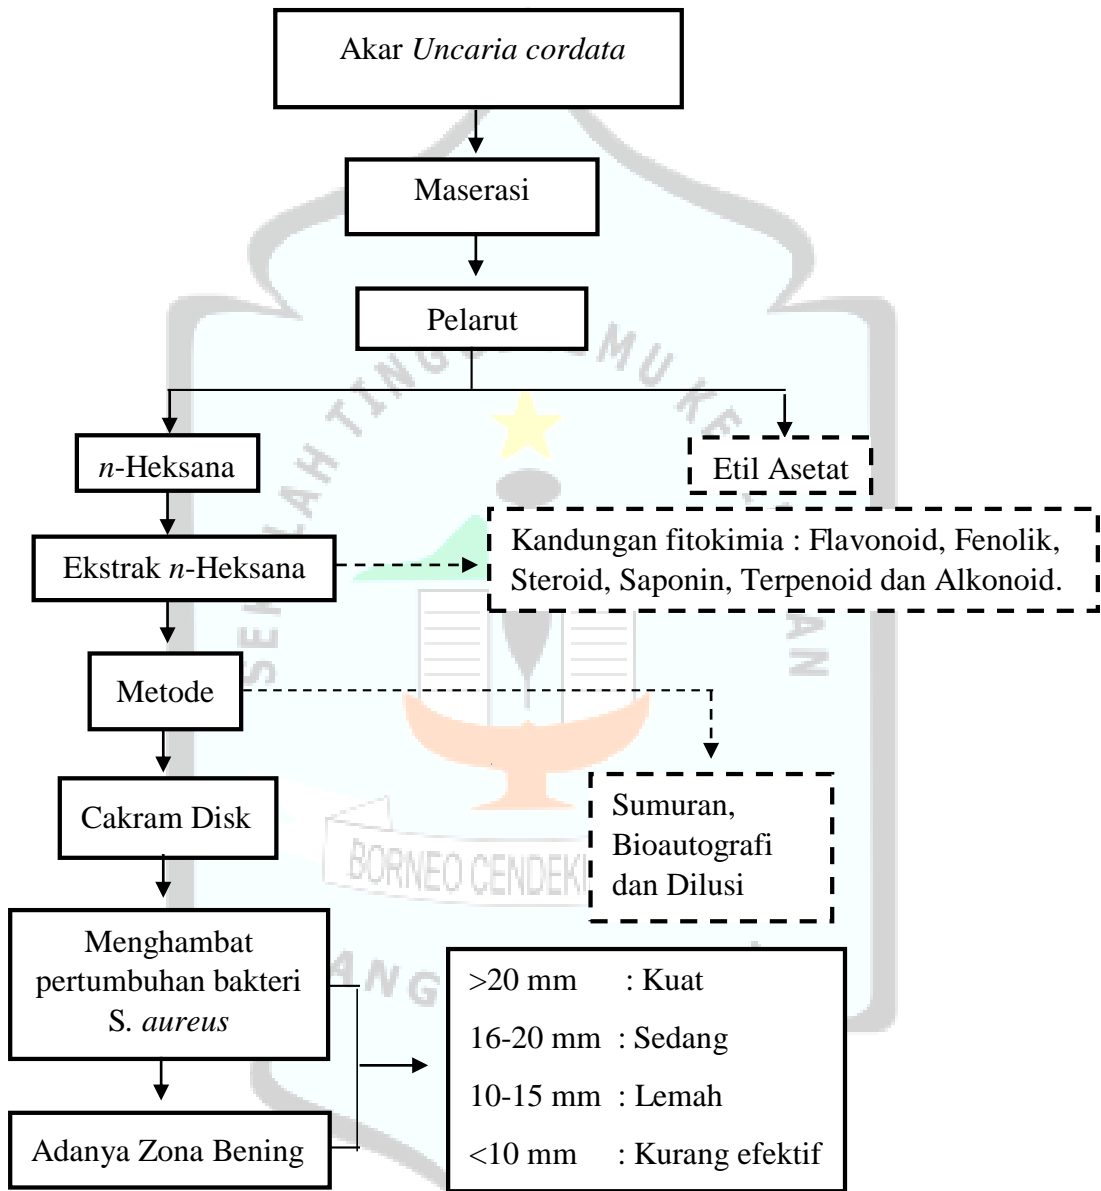 Akar Uncaria cordata
Maserasi
Pelarut
n-Heksana
Etil Asetat
Ekstrak n-Heksana
Kandungan fitokimia : Flavonoid, Fenolik,
Steroid, Saponin, Terpenoid dan Alkonoid.
Metode
Cakram Disk
Sumuran,
Bioautografi
dan Dilusi
BORNEO CENDEKI
Menghambat
pertumbuhan bakteri
S. aureus
>20 mm : Kuat
16-20 mm : Sedang
10-15 mm : Lemah
<10 mm : Kurang efektif
Adanya Zona Bening